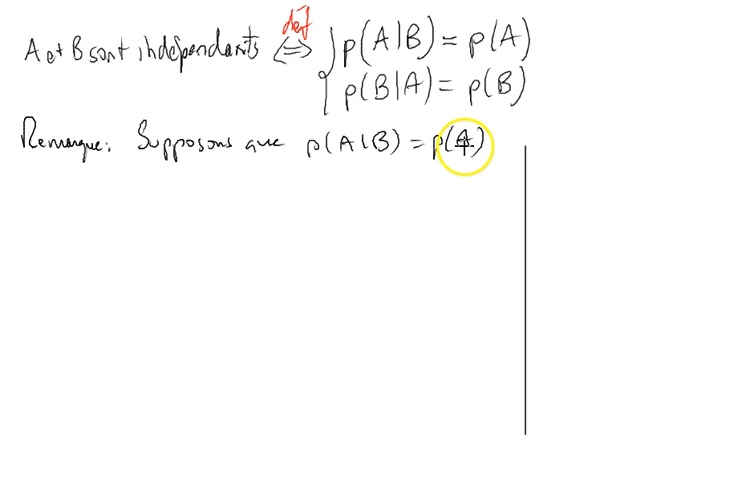 A et B sont indépendants <=> déf { p(A|B) = p(A)
p(B|A) = p(B)
Remarque: Supposons que p(A|B) = p(A)